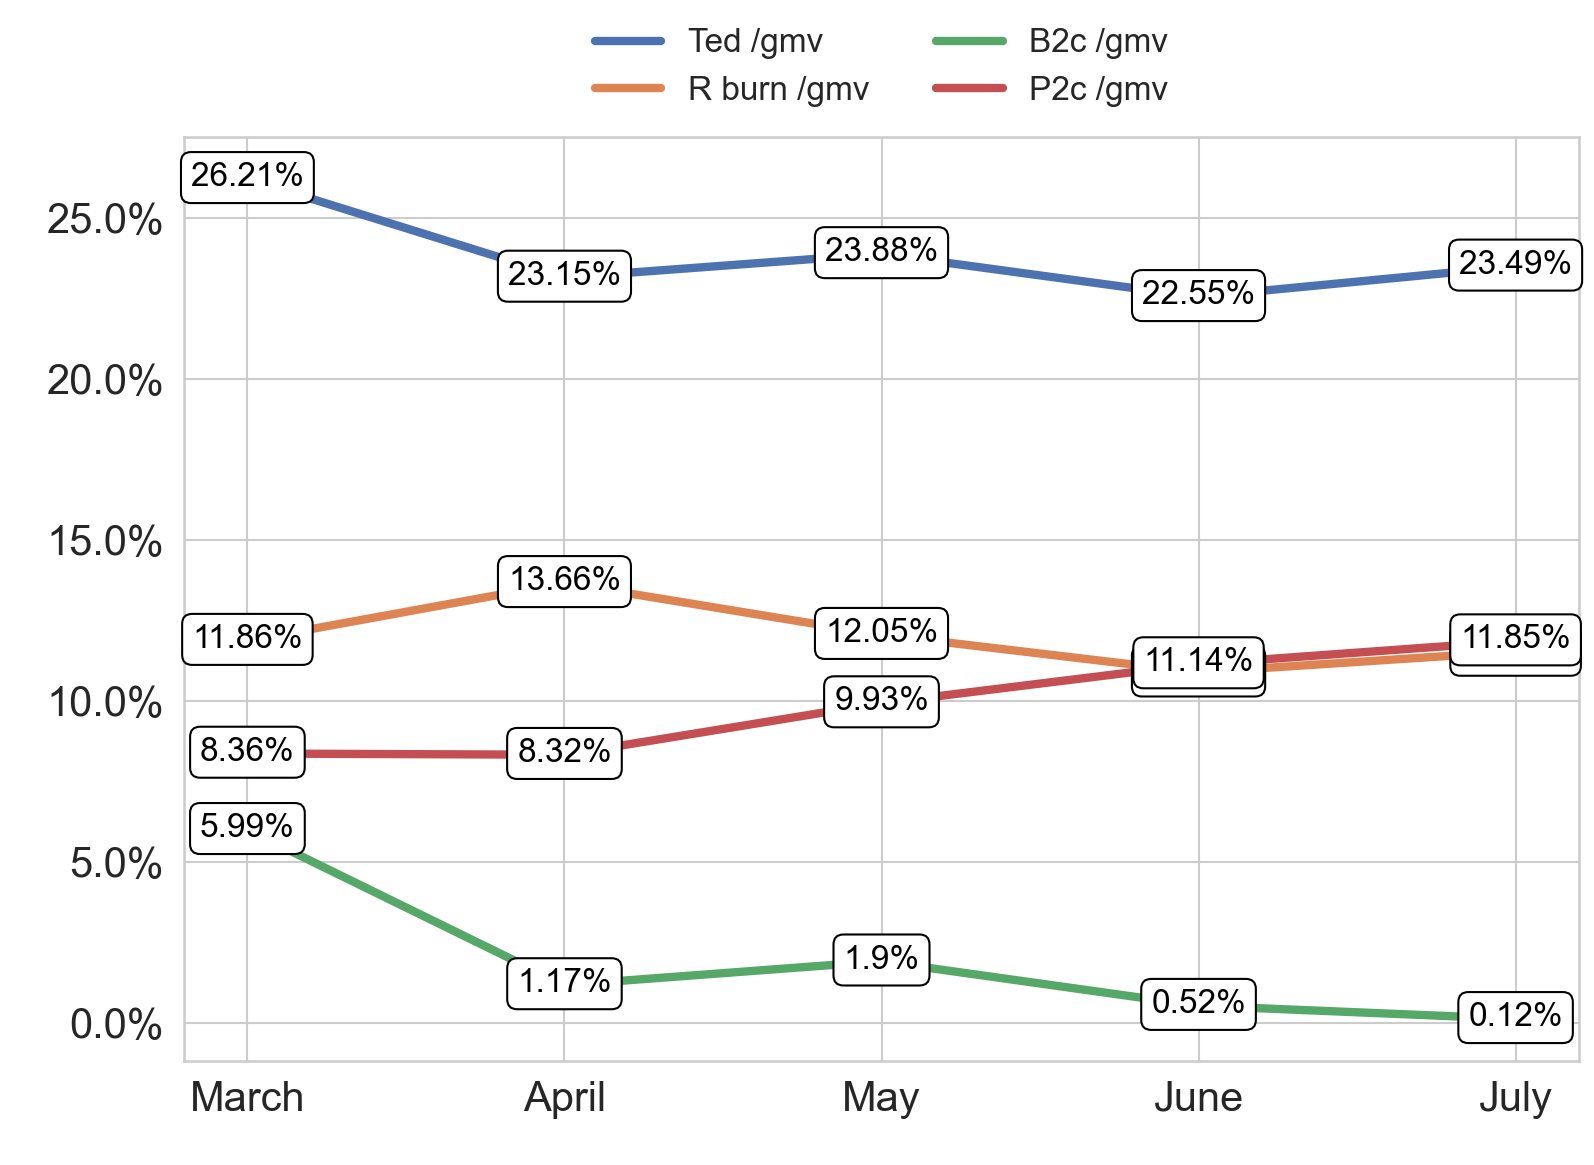 Ted /gmv B2c /gmv
R burn /gmv P2c /gmv
26.21%
25.0%
23.15% 23.88% 22.55% 23.49%
20.0%
15.0%
13.66%
11.86% 12.05% 11.14% 11.85%
10.0%
9.93%
8.36% 8.32%
5.99%
5.0%
1.17% 1.9% 0.52% 0.12%
0.0%
March April May June July